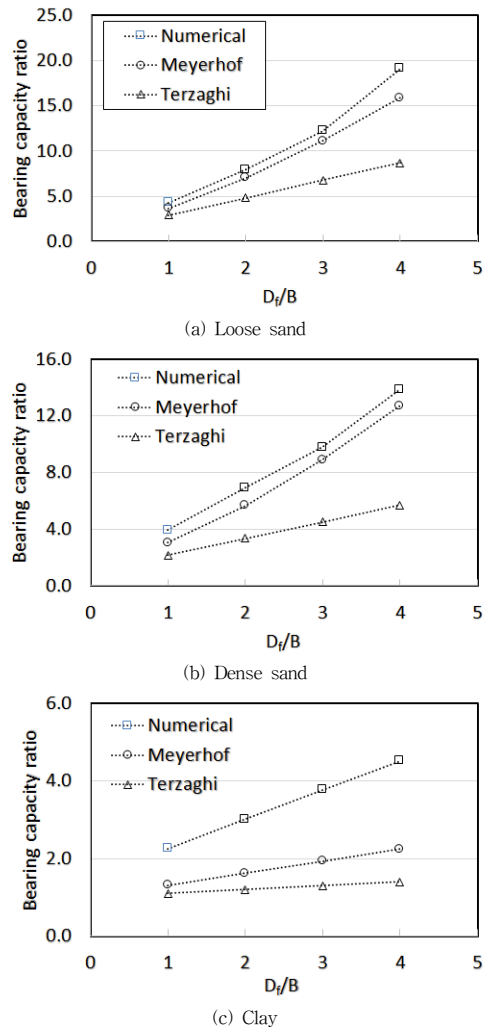 25.0
20.0
15.0
10.0
5.0
0.0
Bearing capacity ratio
Numerical
Meyerhof
Terzaghi
0 1 2 3 4 5
Df/B
(a) Loose sand
16.0
12.0
8.0
4.0
0.0
Bearing capacity ratio
Numerical
Meyerhof
Terzaghi
0 1 2 3 4 5
Df/B
(b) Dense sand
6.0
4.0
2.0
0.0
Bearing capacity ratio
Numerical
Meyerhof
Terzaghi
0 1 2 3 4 5
Df/B
(c) Clay